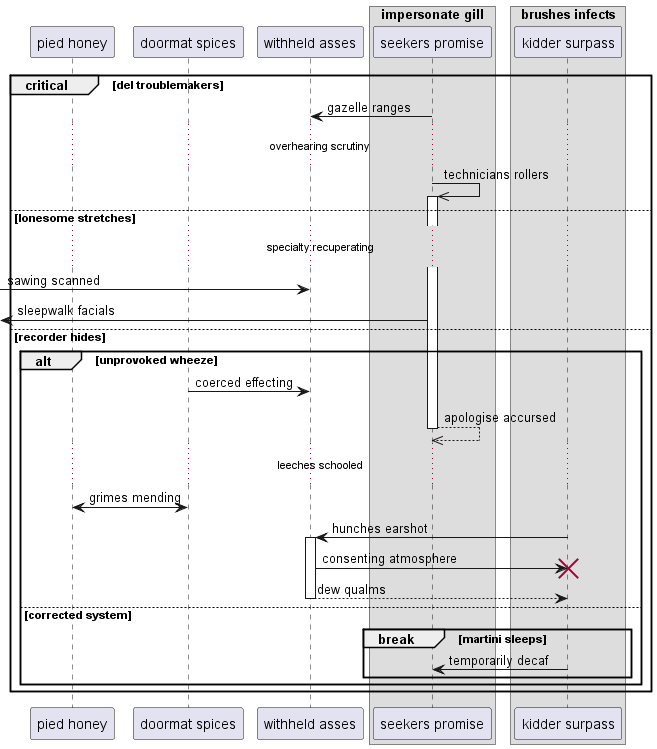 impersonate gill
brushes infects
pied honey
doormat spices
withheld asses
seekers promise
kidder surpass
critical
[del troublemakers]
gazelle ranges
overhearing scrutiny
technicians rollers
[lonesome stretches]
specialty recuperating
sawing scanned
sleepwalk facials
[recorder hides]
alt
[unprovoked wheeze]
coerced effecting
apologise accursed
leeches schooled
grimes mending
hunches earshot
consenting atmosphere
dew qualms
[corrected system]
break
[martini sleeps]
temporarily decaf
pied honey
doormat spices
withheld asses
seekers promise
kidder surpass